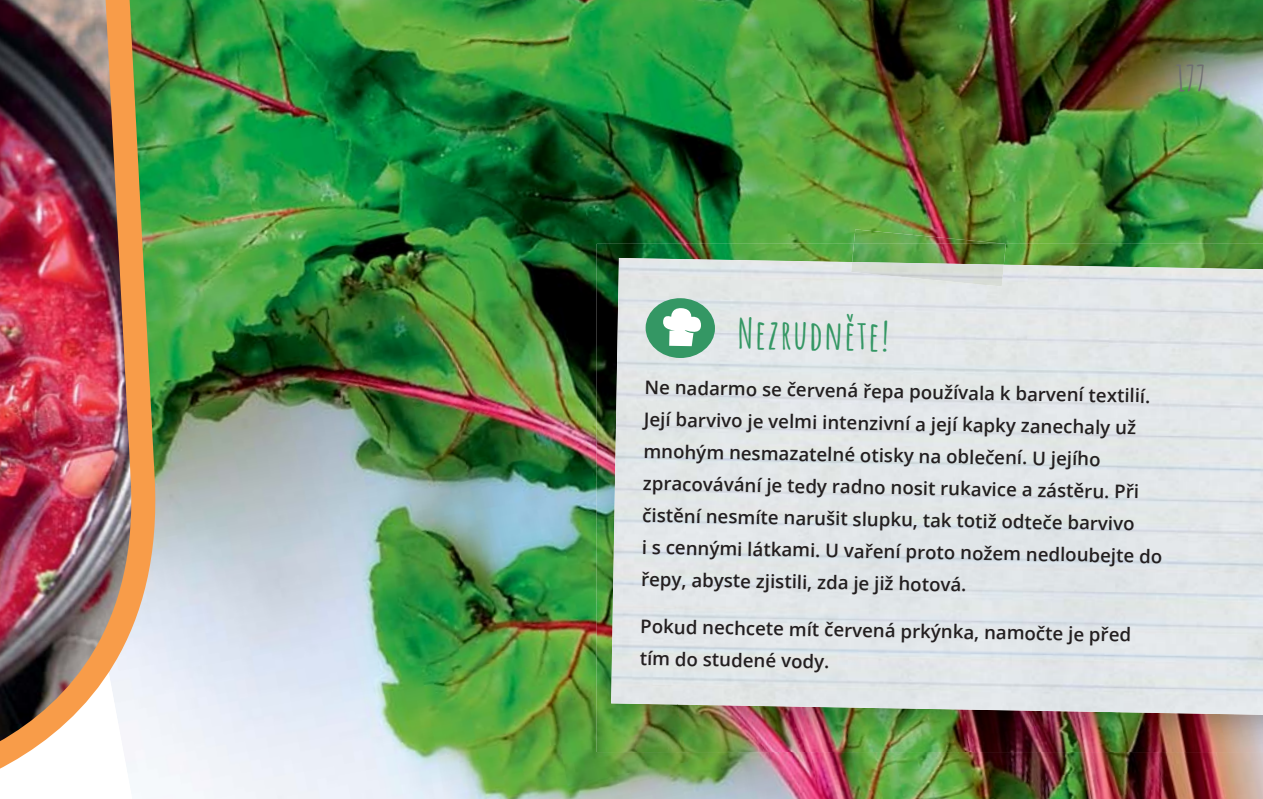 177
NEZRUDNĚTE!
Ne nadarmo se červená řepa používala k barvení textilií.
Její barvivo je velmi intenzivní a její kapky zanechaly už
mnohým nesmazatelné otisky na oblečení. U jejího
zpracovávání je tedy radno nosit rukavice a zástěru. Při
čistění nesmíte narušit slupku, tak totiž odteče barvivo
i s cennými látkami. U vaření proto nožem nedloubejte do
řepy, abyste zjistili, zda je již hotová.
Pokud nechcete mít červená prkýnka, namočte je před
tím do studené vody.